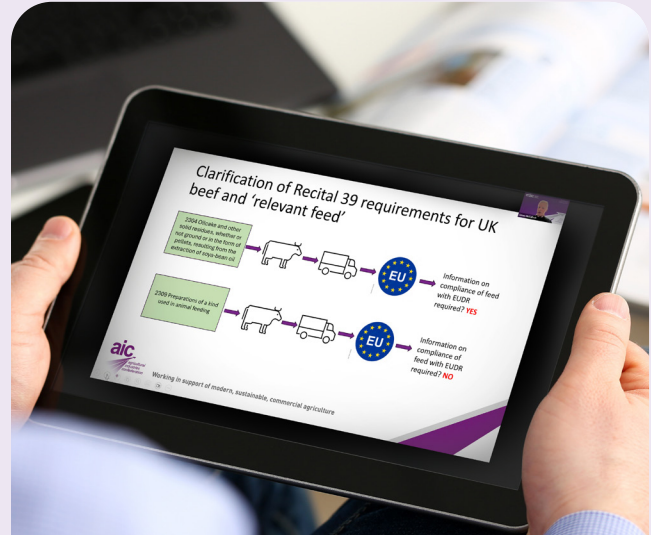 Clarification of Recital 39 requirements for UK
beef and ‘relevant feed’
2304 Oilcake and other
solid residues, whether or
not ground or in the form of
pellets, resulting from the
extraction of soya-bean oil
EU
Information on
compliance of feed
with EUDR
required? YES
2309 Preparations of a kind
used in animal feeding
EU
Information on
compliance of
feed with EUDR
required? NO
aic
agricultural
industries
confederation
Working in support of modern, sustainable, commercial agriculture